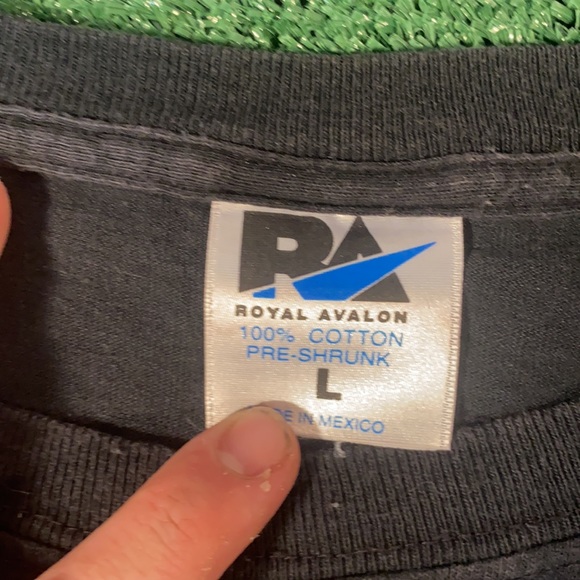 RA
ROYAL AVALON
100% COTTON
PRE-SHRUNK
L
IN MEXICO